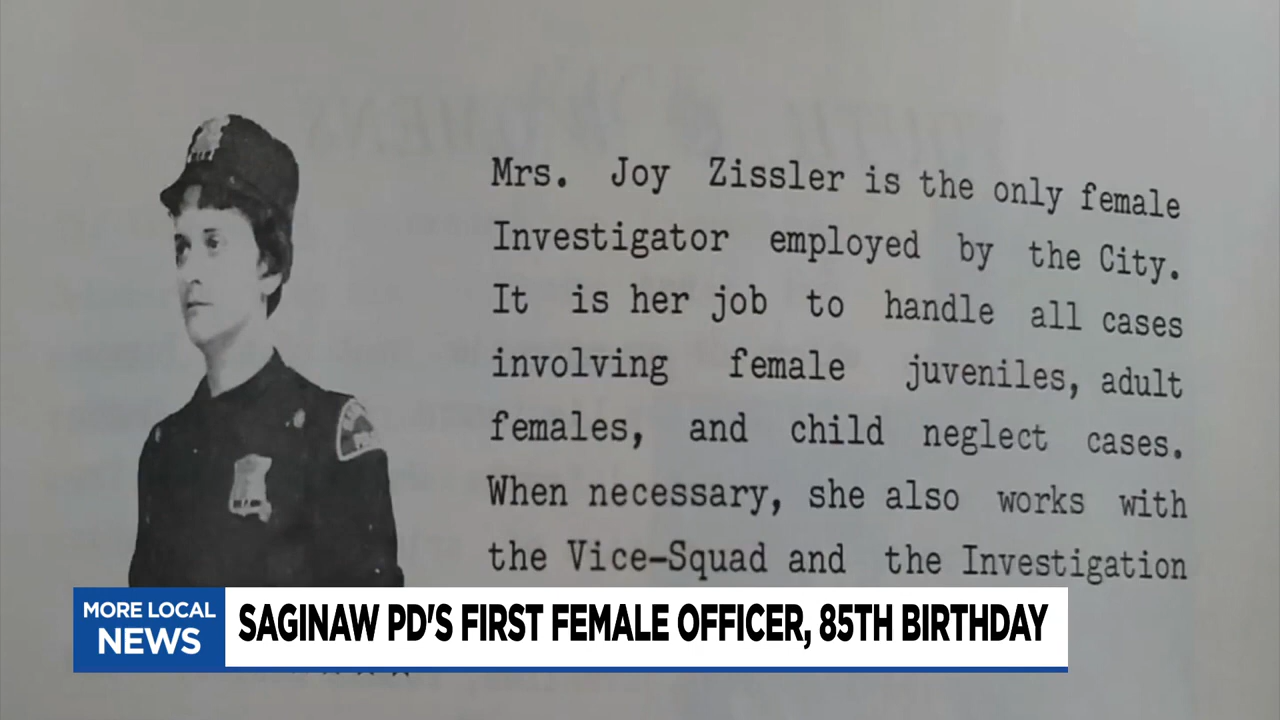 Mrs. Joy Zissler is the only female
Investigator employed by the City.
It is her job to handle all cases
involving female juveniles, adult
females, and child neglect cases.
When necessary, she also works with
the Vice-Squad and the Investigation
MORE LOCAL
NEWS
SAGINAW PD'S FIRST FEMALE OFFICER, 85TH BIRTHDAY